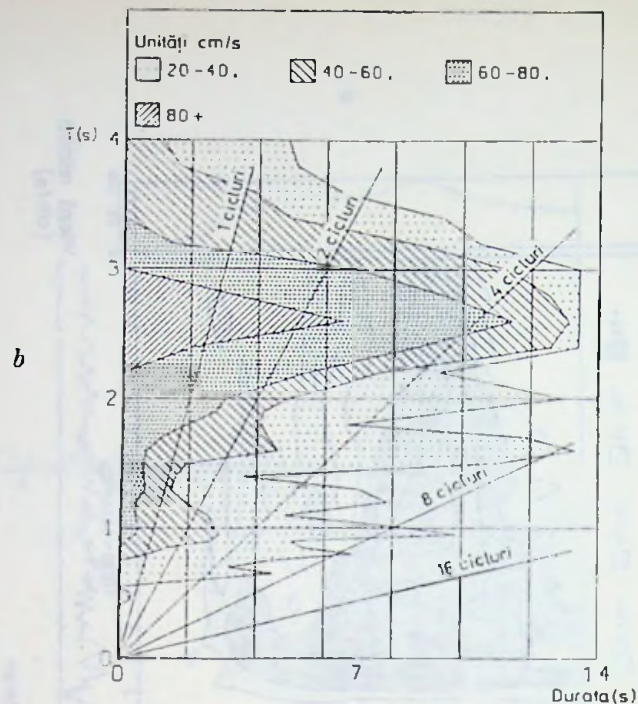 Unități cm/s
20-40, 40-60, 60-80,
80+
T(s)
4
3
2
1
0
1 cicluri
2 cicluri
4 cicluri
8 cicluri
16 cicluri
b
0 7 14
Durata(s)